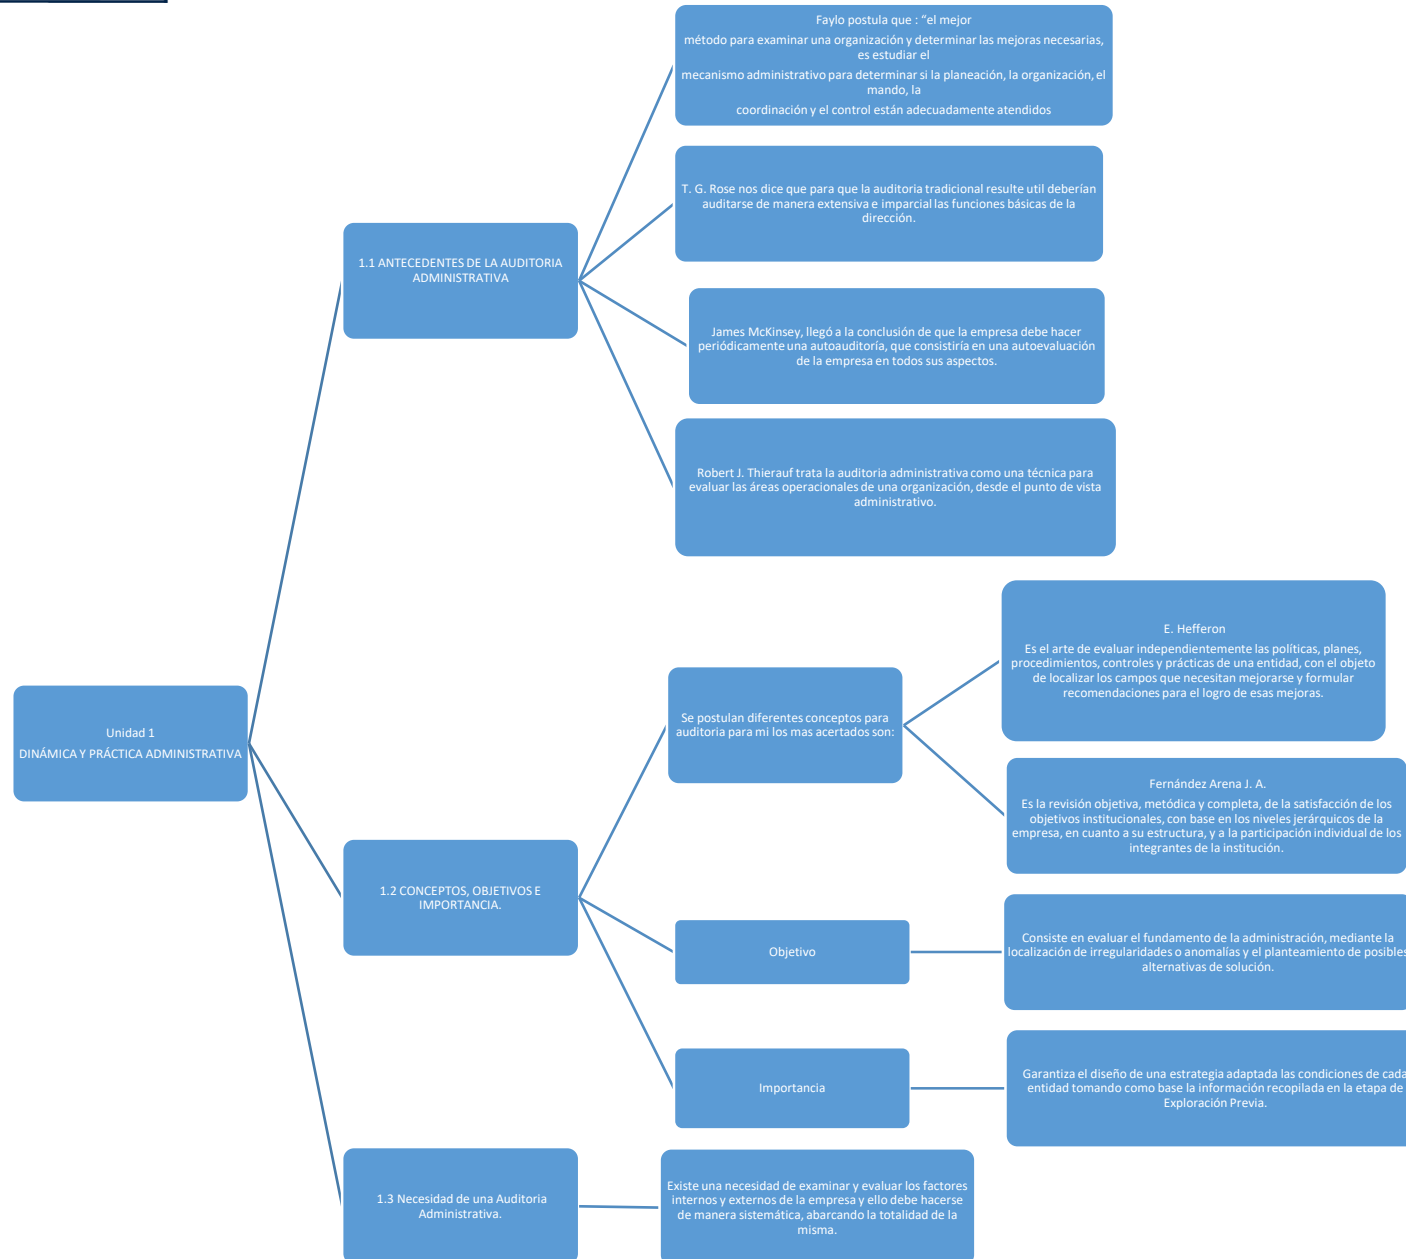 Unidad 1
DINÁMICA Y PRÁCTICA ADMINISTRATIVA
1.1 ANTECEDENTES DE LA AUDITORIA
ADMINISTRATIVA
Faylo postula que : “el mejor
método para examinar una organización y determinar las mejoras necesarias,
es estudiar el
mecanismo administrativo para determinar si la planeación, la organización, el
mando, la
coordinación y el control están adecuadamente atendidos
T. G. Rose nos dice que para que la auditoria tradicional resulte util deberían
auditarse de manera extensiva e imparcial las funciones básicas de la
dirección.
James McKinsey, llegó a la conclusión de que la empresa debe hacer
periódicamente una autoauditoría, que consistiría en una autoevaluación
de la empresa en todos sus aspectos.
Robert J. Thierauf trata la auditoria administrativa como una técnica para
evaluar las áreas operacionales de una organización, desde el punto de vista
administrativo.
1.2 CONCEPTOS, OBJETIVOS E
IMPORTANCIA.
Se postulan diferentes conceptos para
auditoria para mi los mas acertados son:
E. Hefferon
Es el arte de evaluar independientemente las políticas, planes,
procedimientos, controles y prácticas de una entidad, con el objeto
de localizar los campos que necesitan mejorarse y formular
recomendaciones para el logro de esas mejoras.
Fernández Arena J. A.
Es la revisión objetiva, metódica y completa, de la satisfacción de los
objetivos institucionales, con base en los niveles jerárquicos de la
empresa, en cuanto a su estructura, y a la participación individual de los
integrantes de la institución.
Objetivo
Consiste en evaluar el fundamento de la administración, mediante la
localización de irregularidades o anomalías y el planteamiento de posibles
alternativas de solución.
Importancia
Garantiza el diseño de una estrategia adaptada las condiciones de cada
entidad tomando como base la información recopilada en la etapa de
Exploración Previa.
1.3 Necesidad de una Auditoria
Administrativa.
Existe una necesidad de examinar y evaluar los factores
internos y externos de la empresa y ello debe hacerse
de manera sistemática, abarcando la totalidad de la
misma.